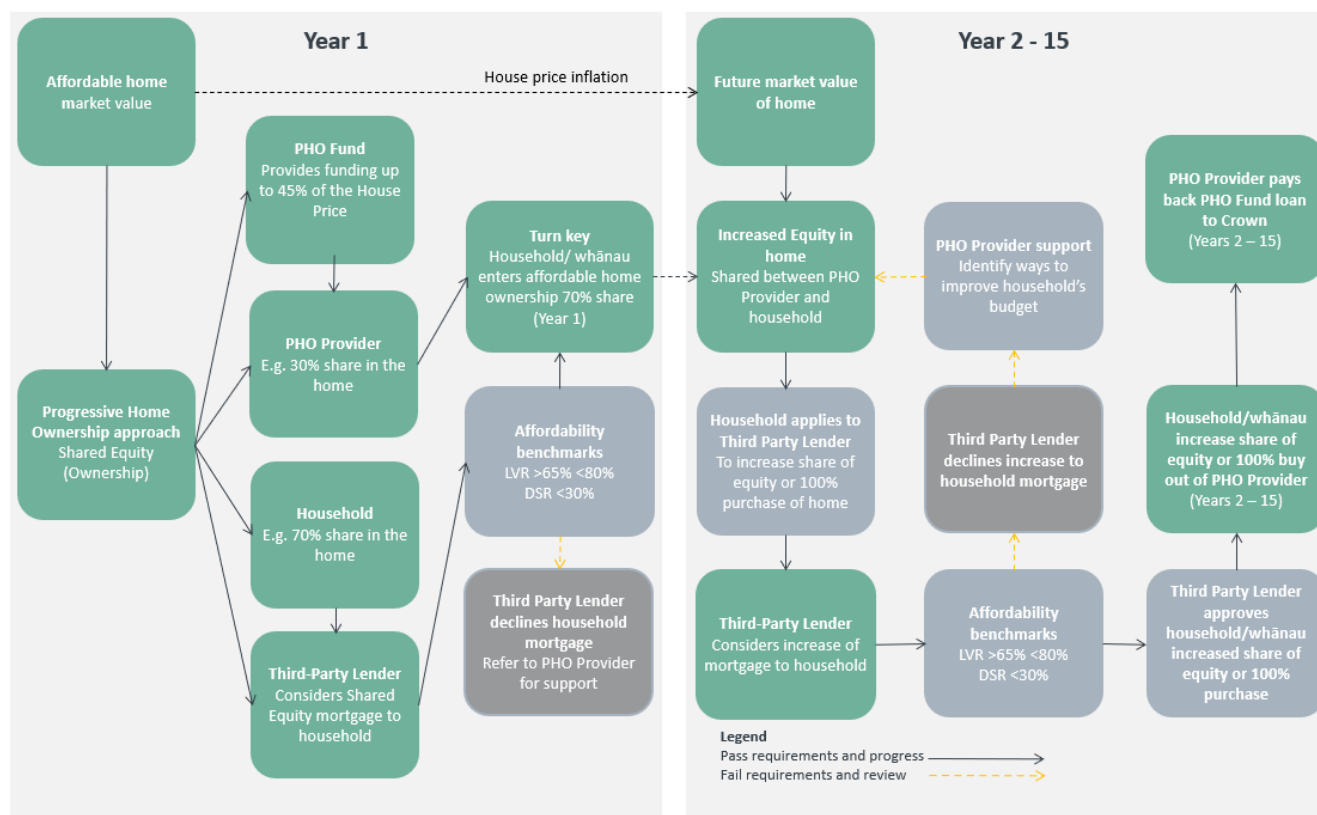 Year 1
Affordable home
market value
House price inflation
PHO Fund
Provides funding up
to 45% of the House
Price
PHO Provider
E.g. 30% share in the
home
Progressive Home
Ownership approach
Shared Equity
(Ownership)
Household
E.g. 70% share in the
home
Third-Party Lender
Considers Shared
Equity mortgage to
household
Turn key
Household/ whānau
enters affordable home
ownership 70% share
(Year 1)
Affordability
benchmarks
LVR >65% <80%
DSR <30%
Third Party Lender
declines household
mortgage
Refer to PHO Provider
for support
Year 2 - 15
Future market value
of home
Increased Equity in
home
Shared between PHO
Provider and
household
Household applies to
Third Party Lender
To increase share of
equity or 100%
purchase of home
Third-Party Lender
Considers increase of
mortgage to household
PHO Provider support
Identify ways to
improve household’s
budget
Third Party Lender
declines increase to
household mortgage
Affordability
benchmarks
LVR >65% <80%
DSR <30%
PHO Provider pays
back PHO Fund loan
to Crown
(Years 2 – 15)
Household/whānau
increase share of
equity or 100% buy
out of PHO Provider
(Years 2 – 15)
Third Party Lender
approves
household/whānau
increased share of
equity or 100%
purchase
Legend
Pass requirements and progress
Fail requirements and review